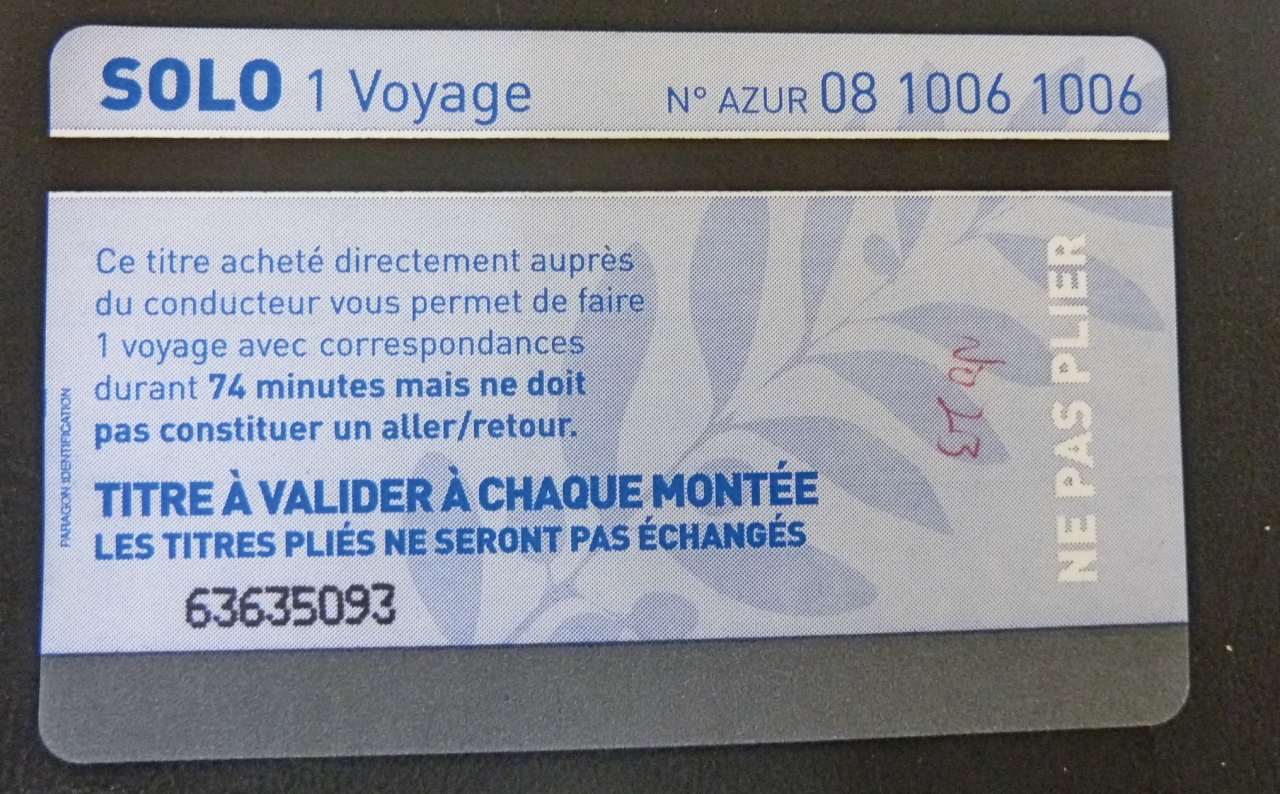 SOLO 1 Voyage N° AZUR 08 1006 1006
Ce titre acheté directement auprès
du conducteur vous permet de faire
1 voyage avec correspondances
durant 74 minutes mais ne doit
pas constituer un aller/retour.
TITRE À VALIDER À CHAQUE MONTÉE
LES TITRES PLIÉS NE SERONT PAS ÉCHANGÉS
63635093
PARAGON IDENTIFICATION
NE PAS PLIER